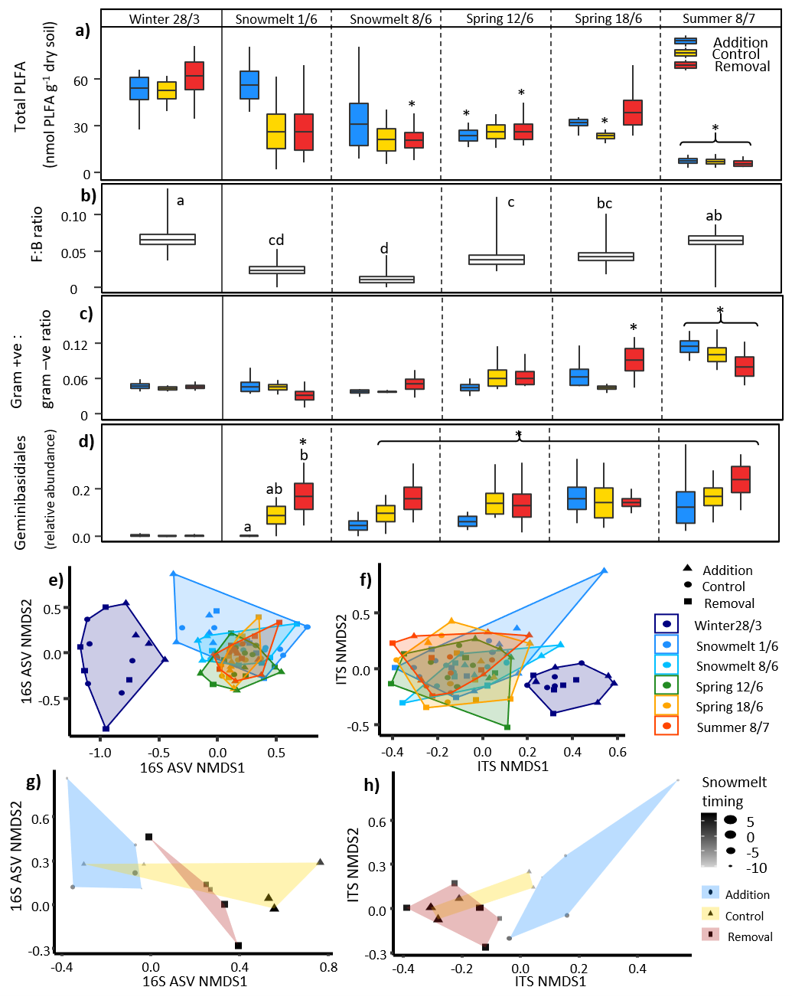 Winter 28/3 Snowmelt 1/6 Snowmelt 8/6 Spring 12/6 Spring 18/6 Summer 8/7
a)
Total PLFA
(nmol PLFA g-1 dry soil)
60
30
0
* * * * *
Addition
Control
Removal
b)
F:B ratio
0.10
0.05
0
a cd d c bc ab
c)
Gram +ve :
gram –ve ratio
0.12
0.06
0
* *
d)
Geminibasidiales
(relative abundance)
0.2
0.0
a ab b * *
e)
16S ASV NMDS2
0.5
0.0
-0.5
-1.0 -0.5 0.0 0.5
16S ASV NMDS1
f)
ITS NMDS2
0.5
0.0
-0.5
-0.4 -0.2 0.0 0.2 0.4 0.6
ITS NMDS1
Addition
Control
Removal
Winter28/3
Snowmelt 1/6
Snowmelt 8/6
Spring 12/6
Spring 18/6
Summer 8/7
g)
16S ASV NMDS2
0.6
0.3
0.0
-0.3
-0.4 0.0 0.4 0.8
16S ASV NMDS1
h)
ITS NMDS2
0.6
0.3
0.0
-0.3
-0.4 -0.2 0.0 0.2 0.4
ITS NMDS1
Snowmelt
timing
5
0
-5
-10
Addition
Control
Removal